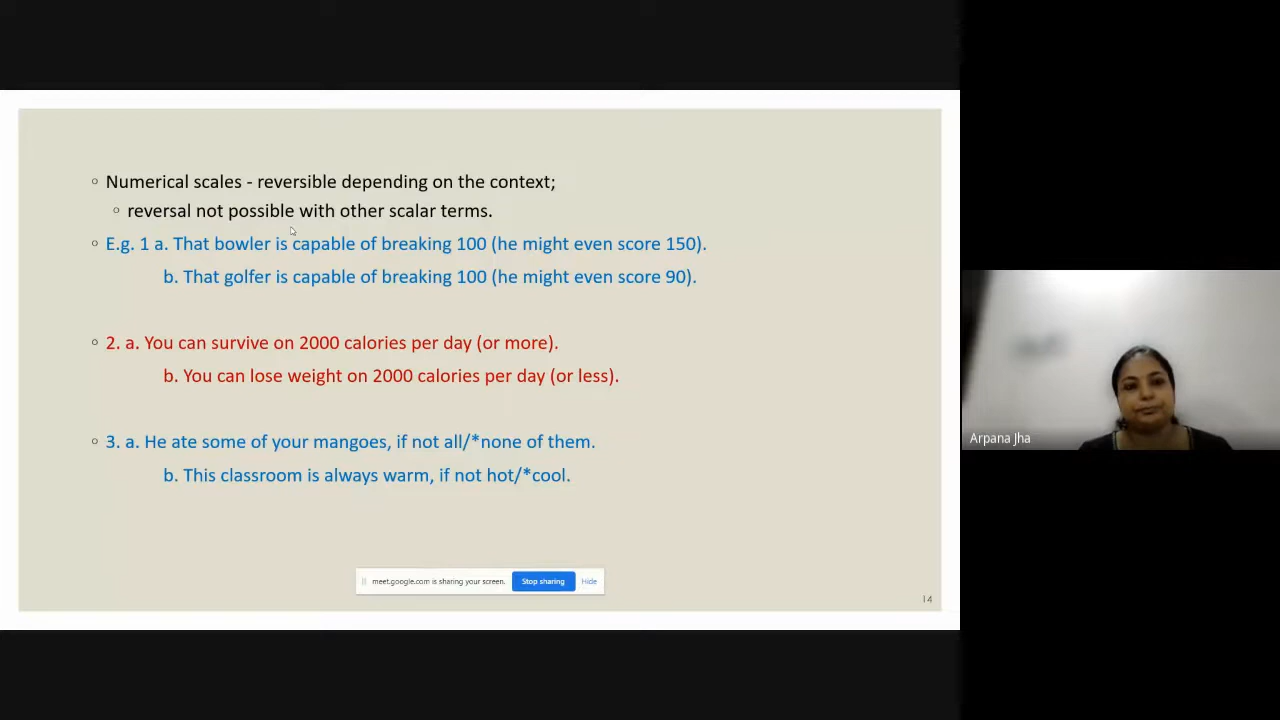 Numerical scales - reversible depending on the context;
reversal not possible with other scalar terms.
E.g. 1 a. That bowler is capable of breaking 100 (he might even score 150).
b. That golfer is capable of breaking 100 (he might even score 90).
2. a. You can survive on 2000 calories per day (or more).
b. You can lose weight on 2000 calories per day (or less).
3. a. He ate some of your mangoes, if not all/*none of them.
b. This classroom is always warm, if not hot/*cool.
meet.google.com is sharing your screen. Stop sharing Hide
14
Arpana Jha